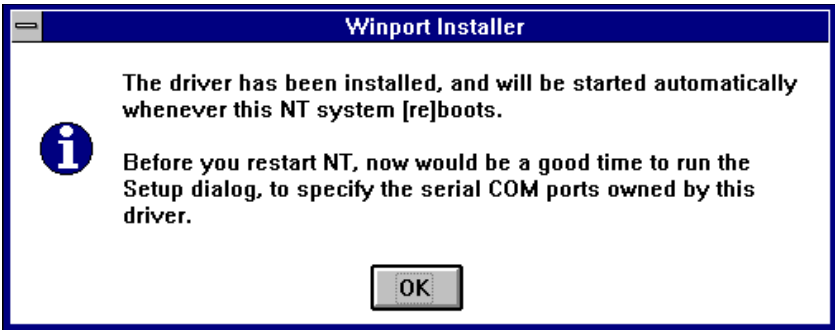 Winport Installer
The driver has been installed, and will be started automatically
whenever this NT system [re]boots.
Before you restart NT, now would be a good time to run the
Setup dialog, to specify the serial COM ports owned by this
driver.
OK